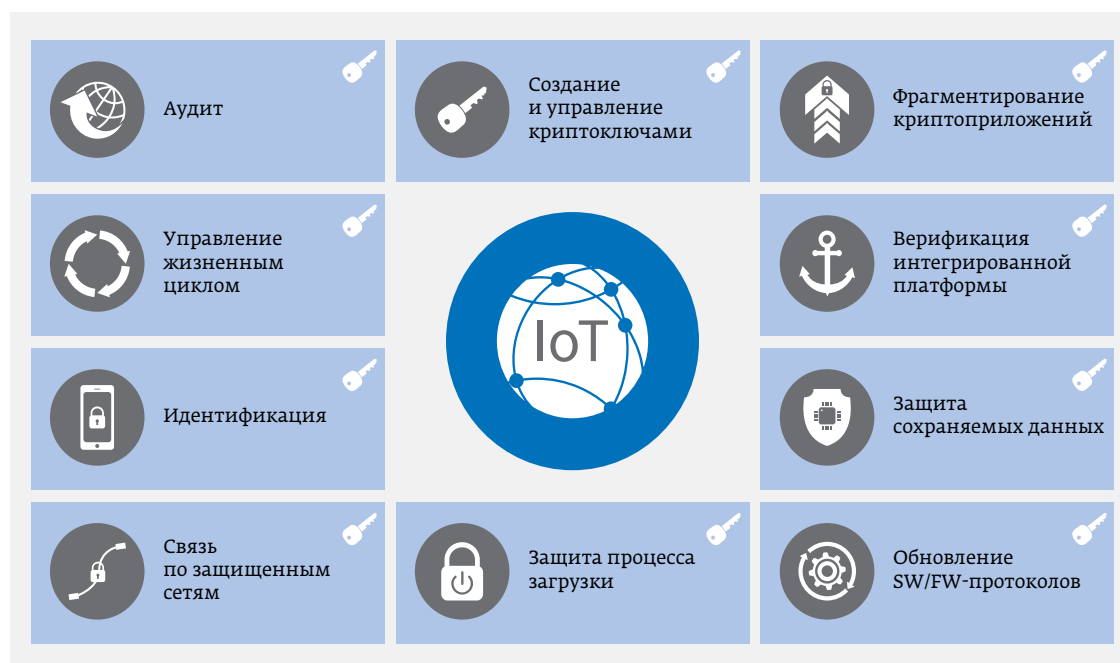 Аудит
Создание
и управление
криптоключами
Фрагментирование
криптоприложений
Управление
жизненным
циклом
IoT
Верификация
интегрированной
платформы
Идентификация
Защита
сохраняемых данных
Связь
по защищенным
сетям
Защита процесса
загрузки
Обновление
SW/FW-протоколов